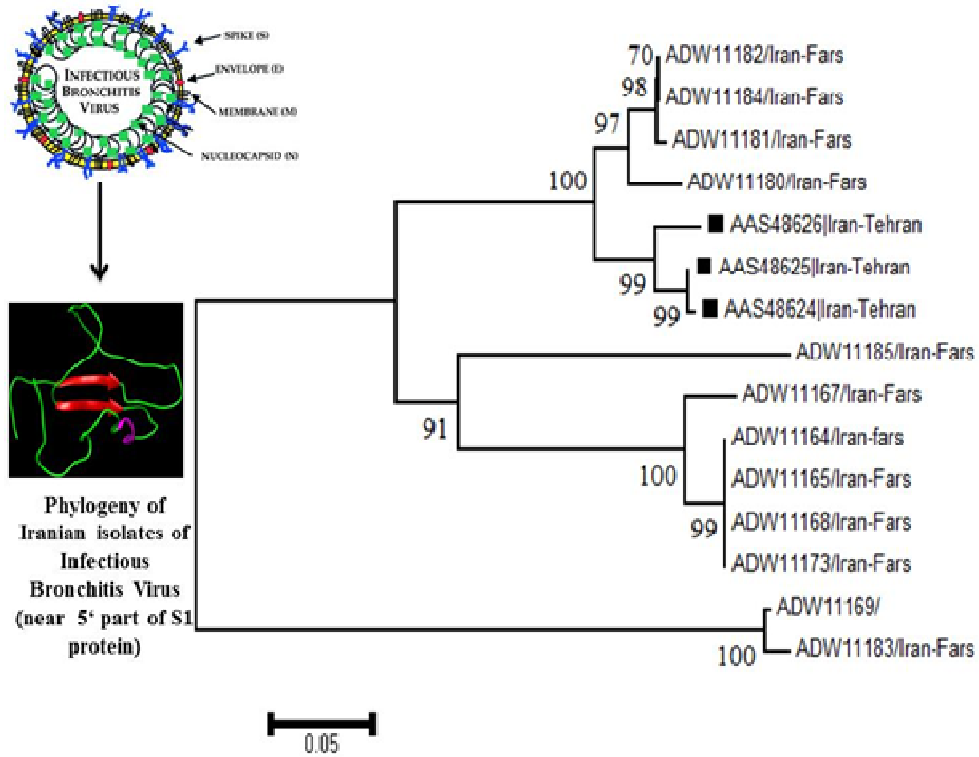 SPIKE (S)
ENVELOPE (E)
MEMBRANE (M)
NUCLEOCAPSID (N)
INFECTIOUS
BRONCHITIS
VIRUS
Phylogeny of
Iranian isolates of
Infectious
Bronchitis Virus
(near 5‘ part of S1
protein)
70
ADW11182/Iran-Fars
98
ADW11184/Iran-Fars
97
ADW11181/Iran-Fars
100
ADW11180/Iran-Fars
AAS48626|Iran-Tehran
99
AAS48625|Iran-Tehran
99
AAS48624|Iran-Tehran
ADW11185/Iran-Fars
91
ADW11167/Iran-Fars
ADW11164/Iran-fars
100
ADW11165/Iran-Fars
99
ADW11168/Iran-Fars
ADW11173/Iran-Fars
ADW11169/
100
ADW11183/Iran-Fars
0.05